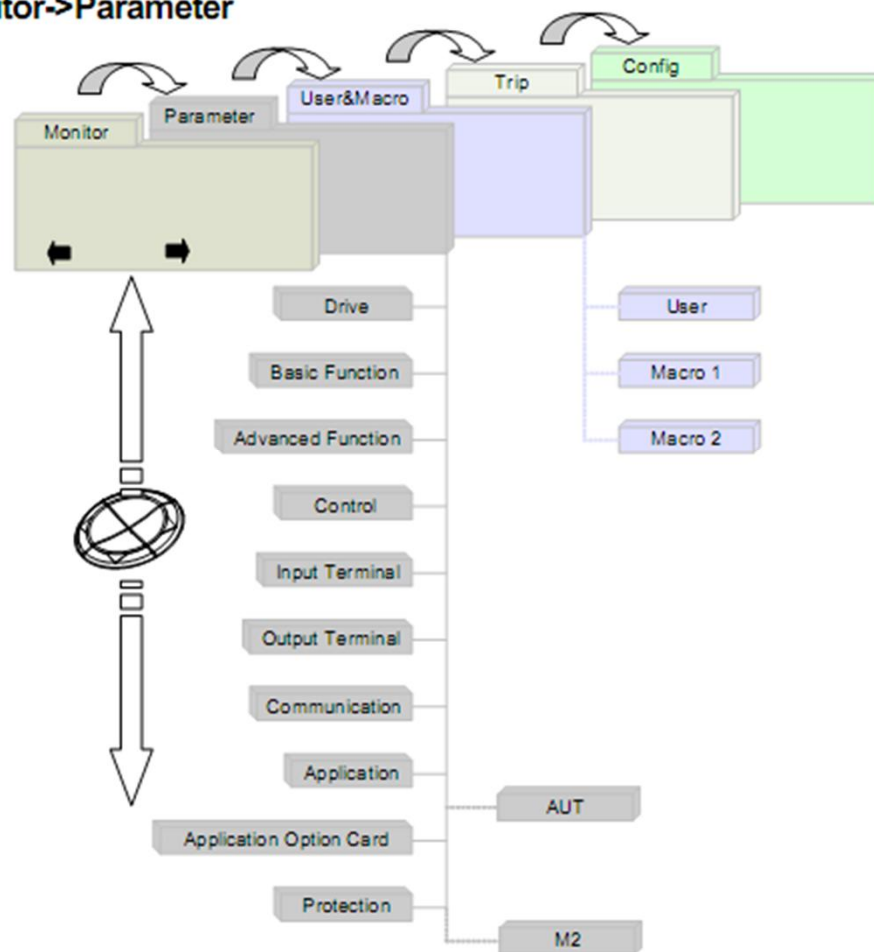 itor->Parameter
Config
Trip
User&Macro
Parameter
Monitor
Drive
User
Basic Function
Macro 1
Advanced Function
Macro 2
Control
Input Terminal
Output Terminal
Communication
Application
AUT
Application Option Card
Protection
M2